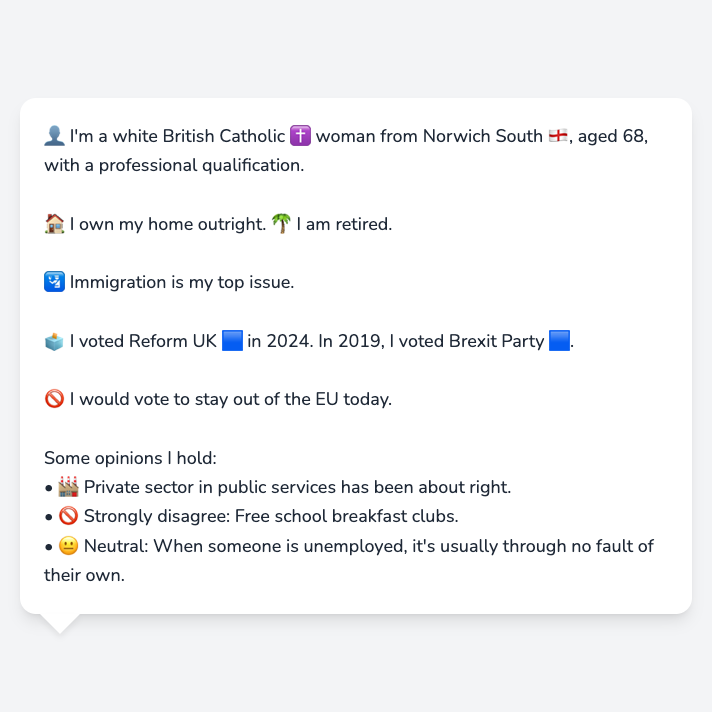 👤 I'm a white British Catholic ✝️ woman from Norwich South 🏴󠁧󠁢󠁥󠁮󠁧󠁿, aged 68,
with a professional qualification.
🏠 I own my home outright. 🌴 I am retired.
🛂 Immigration is my top issue.
🗳️ I voted Reform UK 🟦 in 2024. In 2019, I voted Brexit Party 🟦.
🚫 I would vote to stay out of the EU today.
Some opinions I hold:
• 🏭 Private sector in public services has been about right.
• 🚫 Strongly disagree: Free school breakfast clubs.
• 😐 Neutral: When someone is unemployed, it's usually through no fault of
their own.